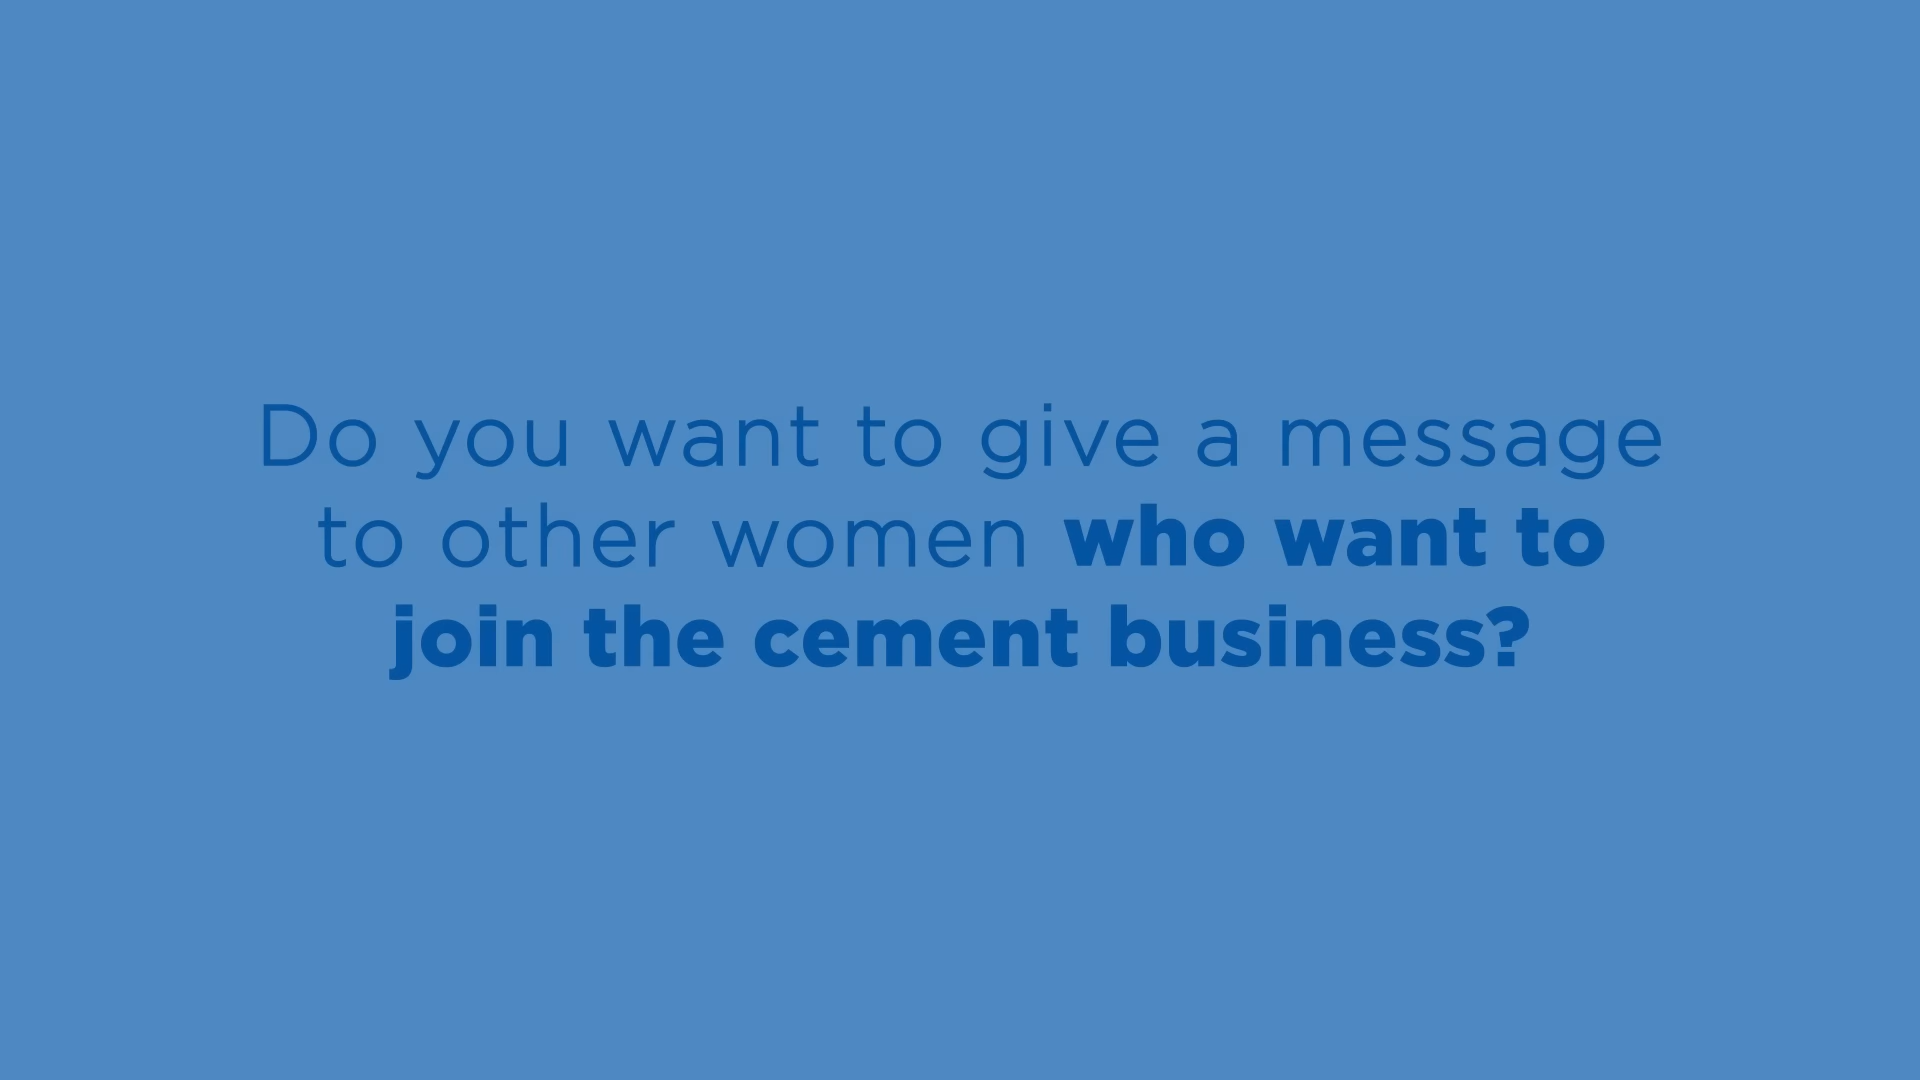 Do you want to give a message
to other women who want to
join the cement business?